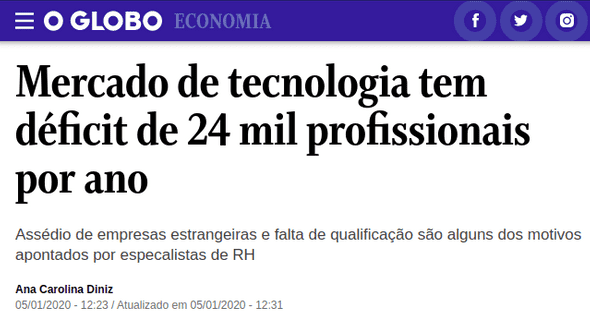 O GLOBO ECONOMIA
Mercado de tecnologia tem
déficit de 24 mil profissionais
por ano
Assédio de empresas estrangeiras e falta de qualificação são alguns dos motivos
apontados por especalistas de RH
Ana Carolina Diniz
05/01/2020 - 12:23 / Atualizado em 05/01/2020 - 12:31